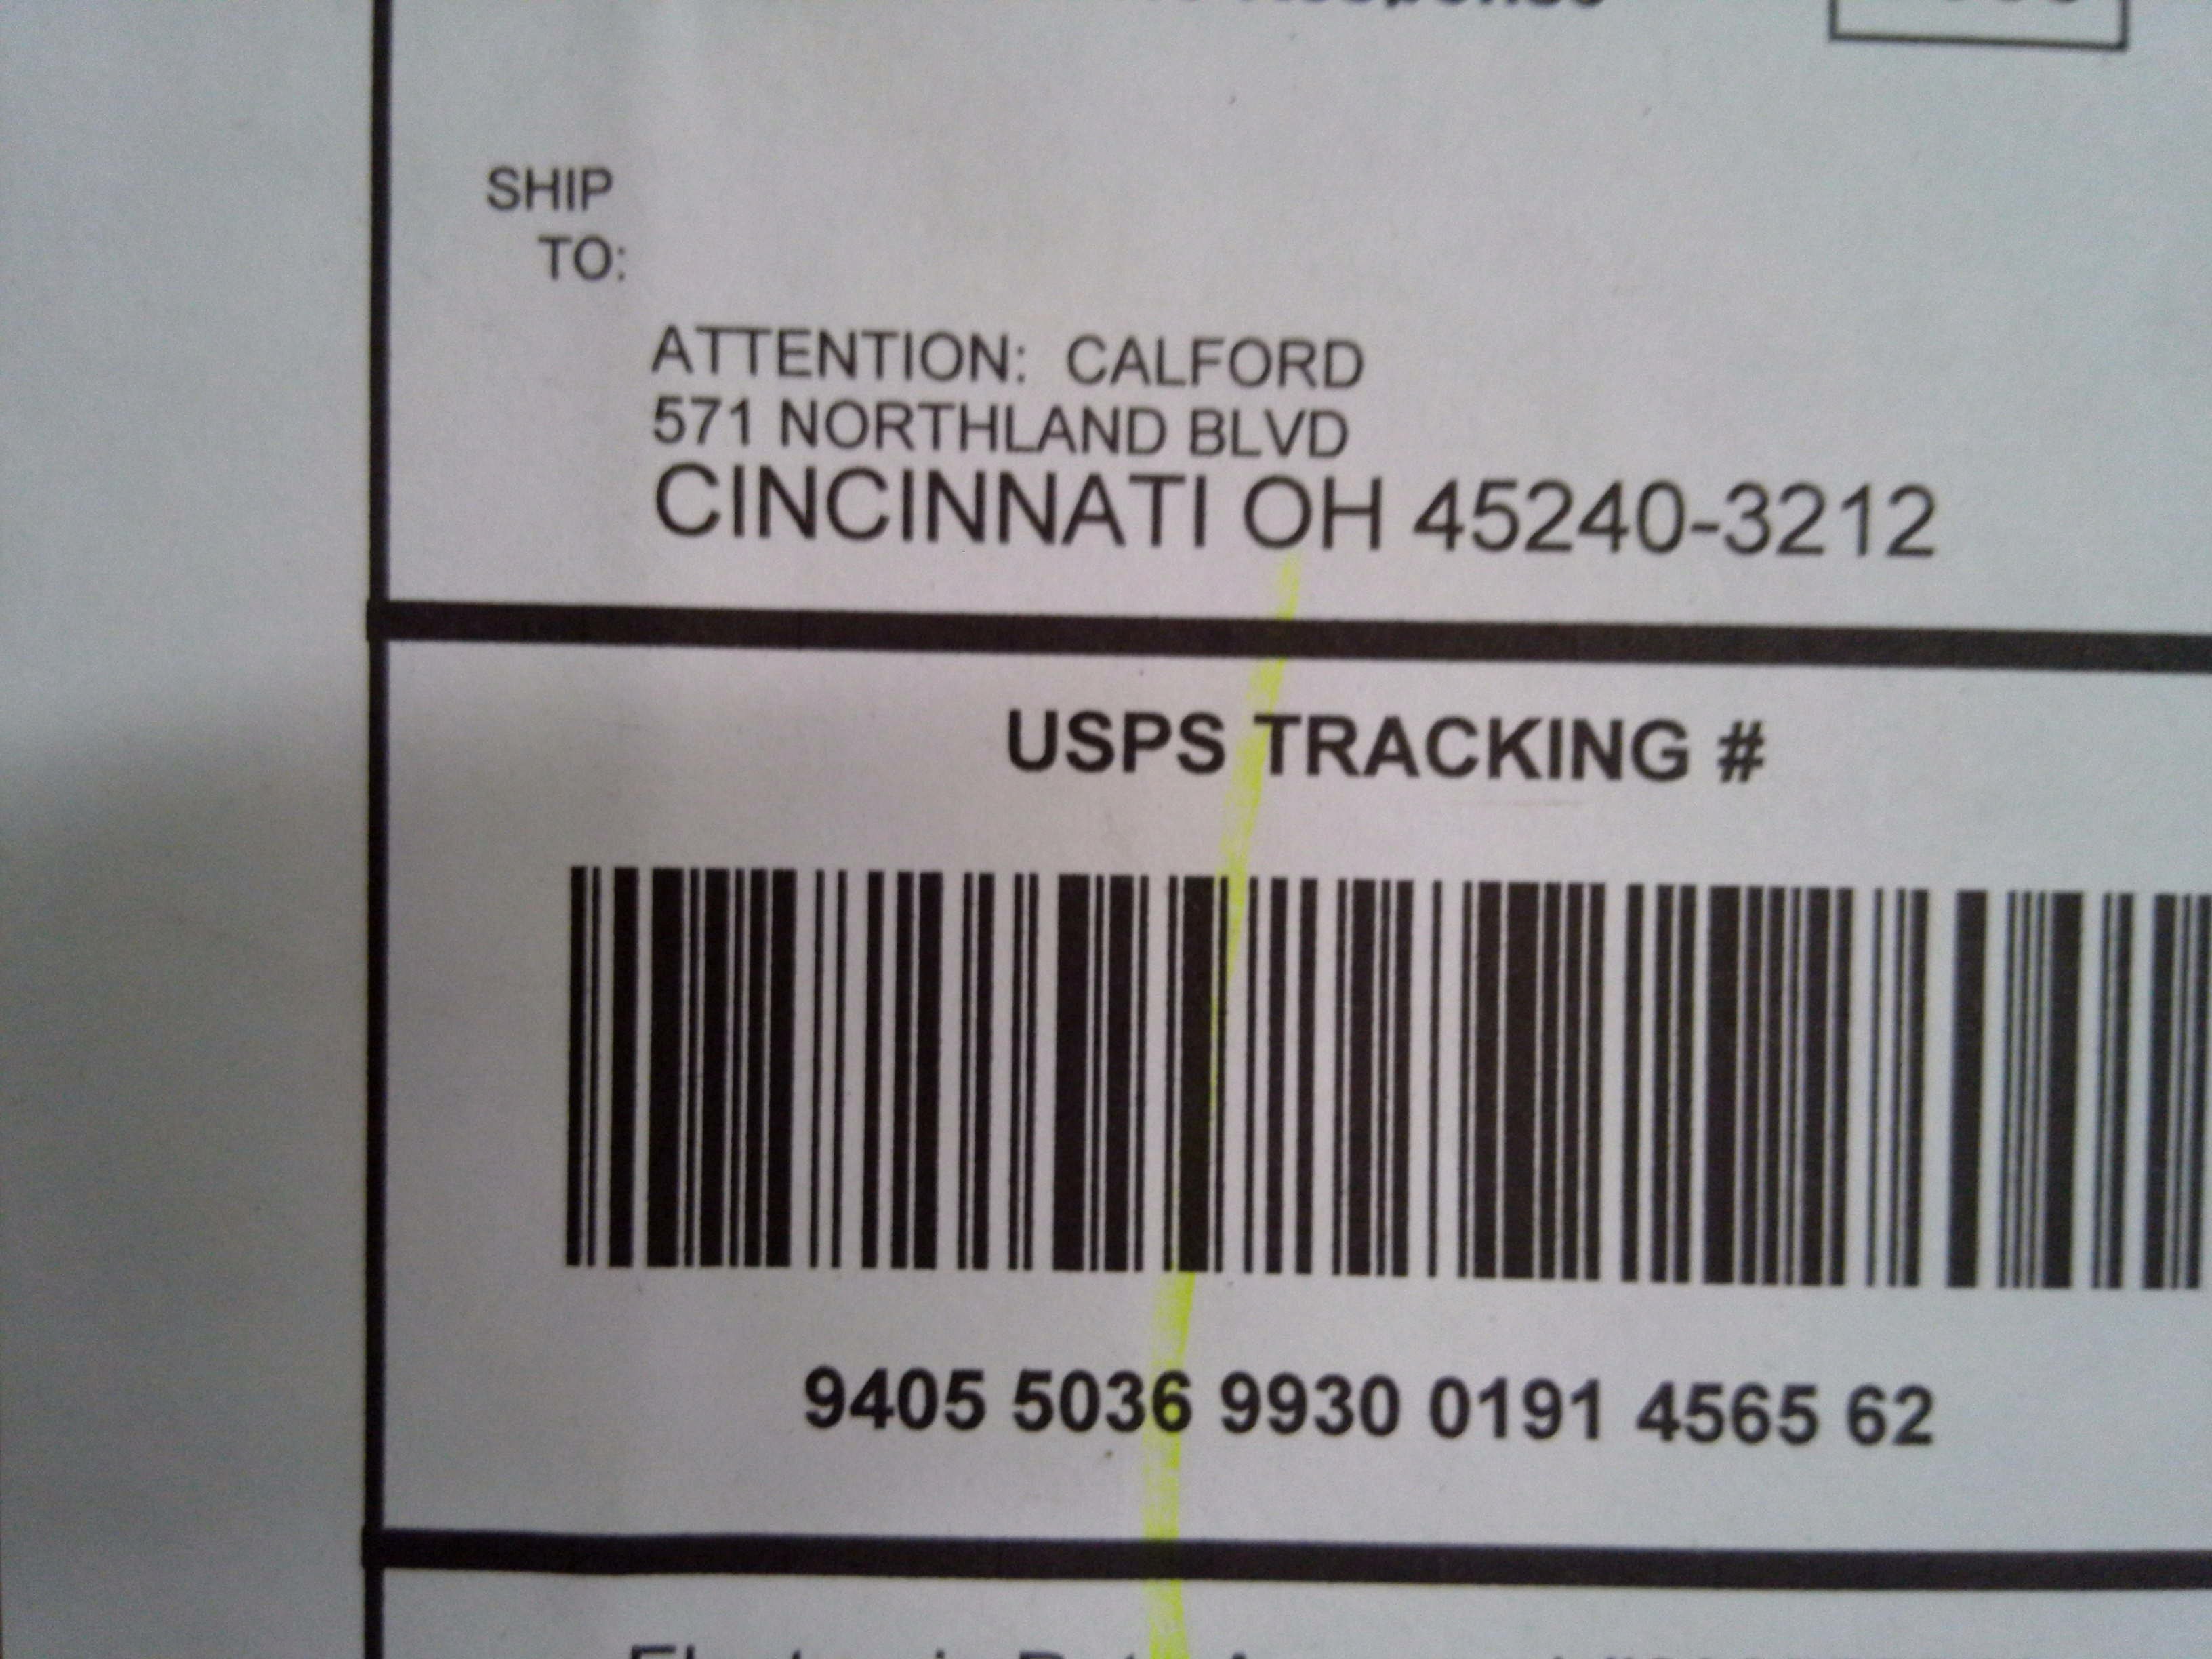 SHIP
TO:
ATTENTION: CALFORD
571 NORTHLAND BLVD
CINCINNATI OH 45240-3212
USPS TRACKING #
9405 5036 9930 0191 4565 62